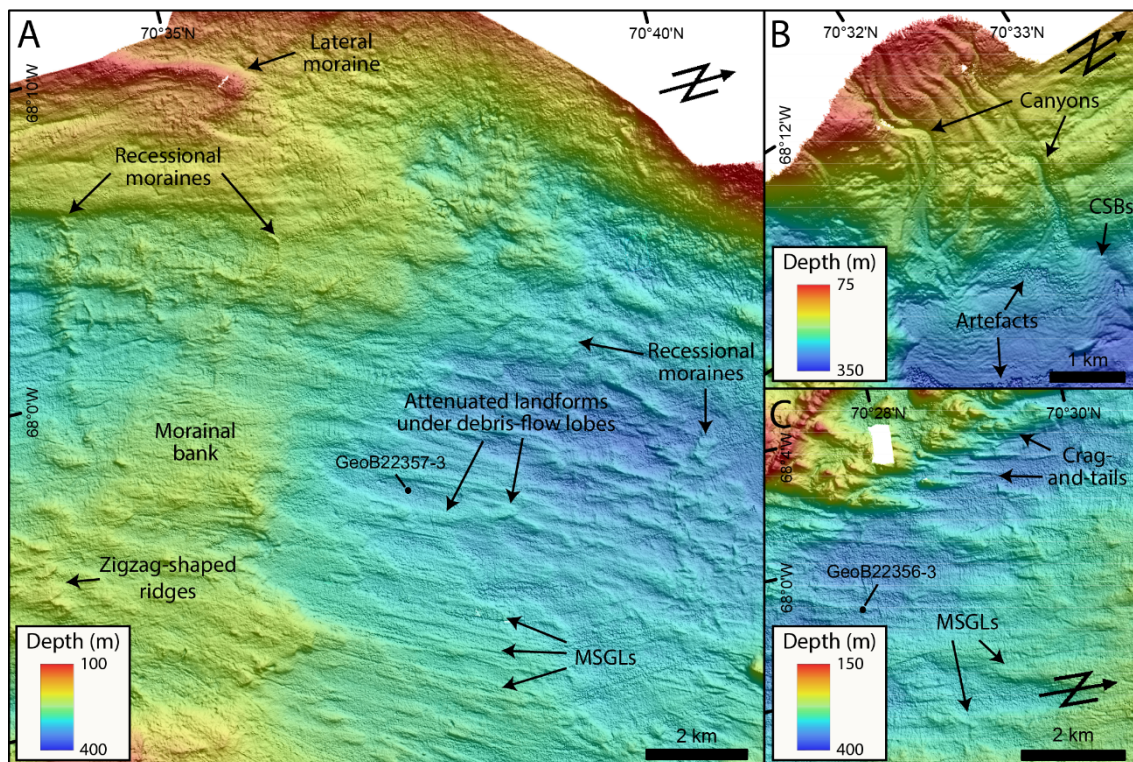 A
70°35'N
70°40'N
Lateral
moraine
68°10'W
Recessional
moraines
Recessional
moraines
Attenuated landforms
under debris-flow lobes
68°0'W
Morainal
bank
GeoB22357-3
Zigzag-shaped
ridges
MSGLs
Depth (m)
100
400
2 km
N
B
70°32'N
70°33'N
N
Canyons
68°12'W
CSBs
Depth (m)
75
350
Artefacts
1 km
C
70°28'N
70°30'N
68°4'W
Crag-
and-tails
68°0'W
GeoB22356-3
MSGLs
Depth (m)
150
400
N
2 km